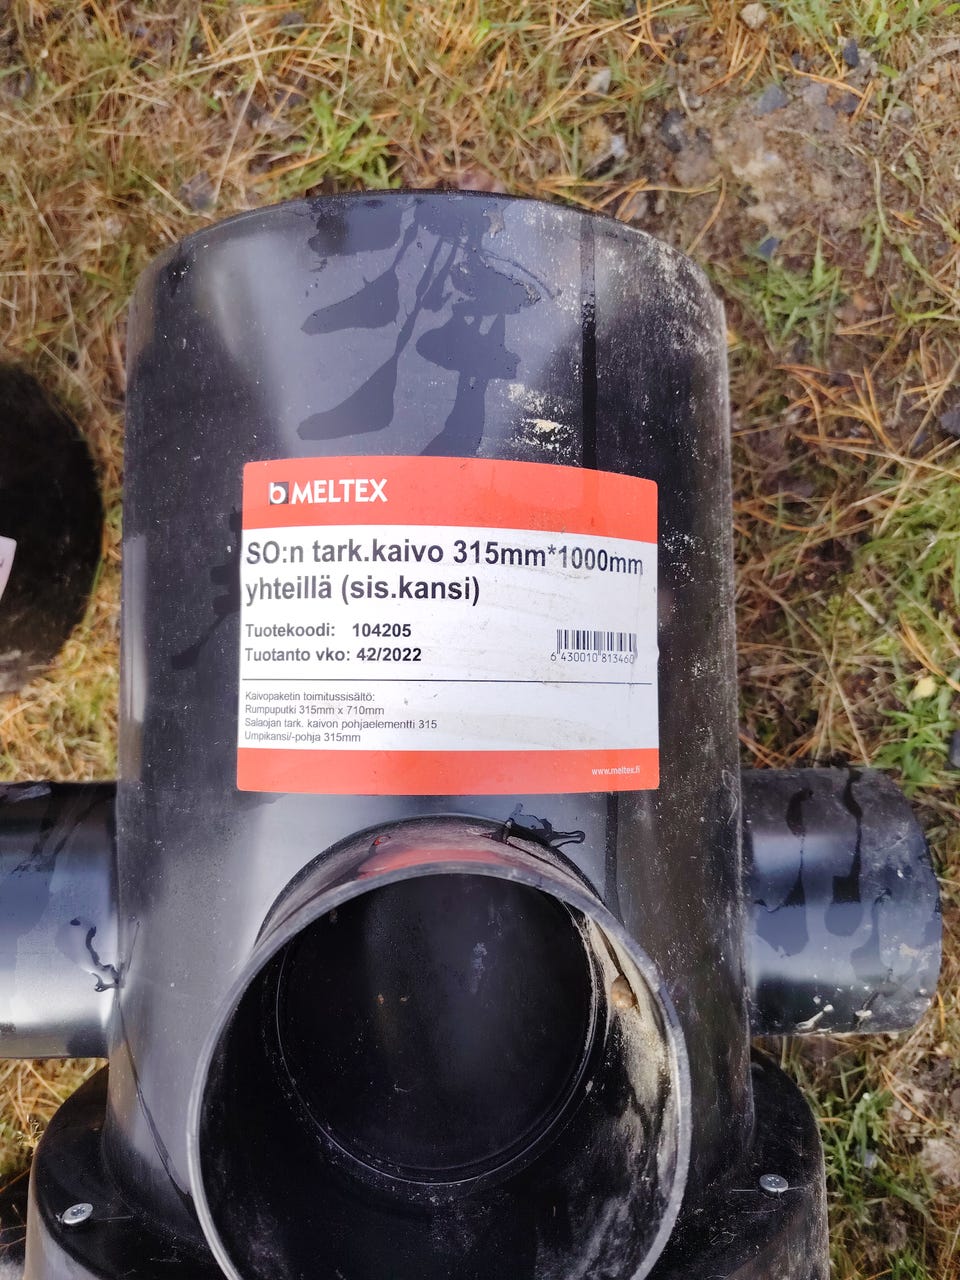 b MELTEX
SO:n tark.kaivo 315mm*1000mm
yhteillä (sis.kansi)
Tuotekoodi: 104205
Tuotanto vko: 42/2022
6 430010 813460
Kaivopaketin toimitussisältö:
Rumpuputki 315mm x 710mm
Salaojan tark. kaivon pohjaelementti 315
Umpikansi/-pohja 315mm
www.meltex.fi